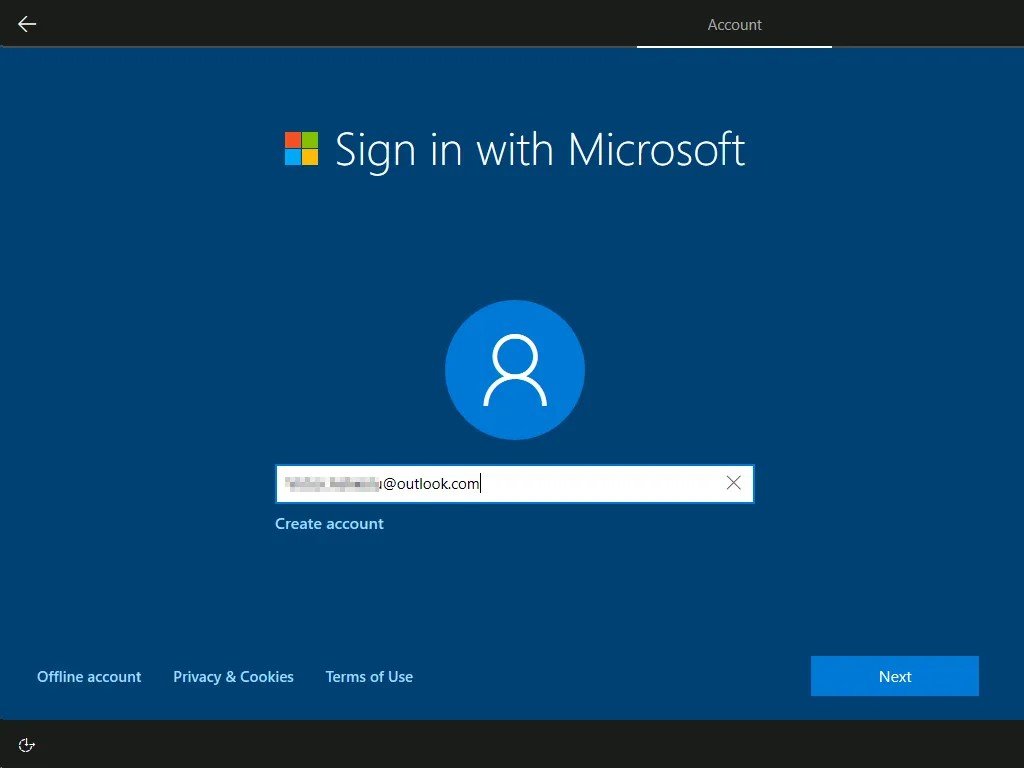 Account
Sign in with Microsoft
@outlook.com
Create account
Offline account Privacy & Cookies Terms of Use Next